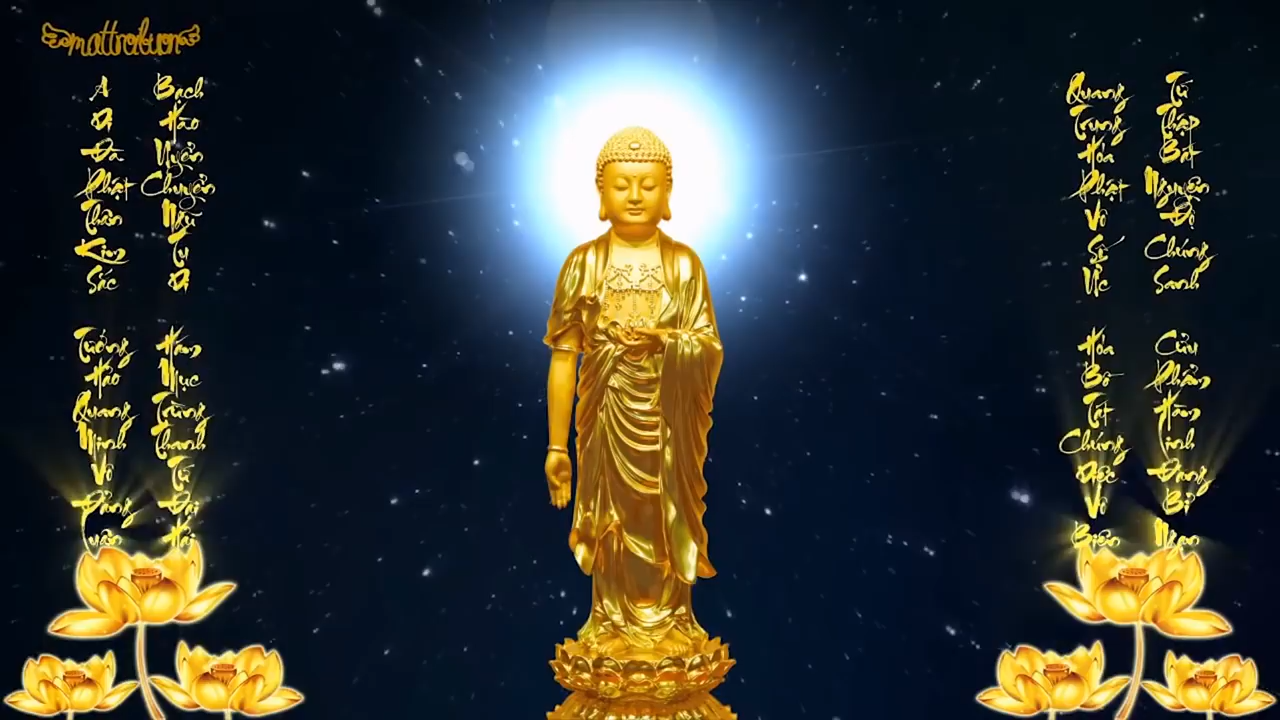 mattroibuon
A Di Đà Phật Thân Kim Sắc
Tướng Hảo Quang Minh Vô Đẳng Luân
Bạch Hào Uyển Chuyển Ngũ Tu Di
Hám Mục Trừng Thanh Tứ Đại Hải
Quang Trung Hóa Phật Vô Số Ức
Hóa Bồ Tát Chúng Diệc Vô Biên
Tứ Thập Bát Nguyện Độ Chúng Sanh
Cửu Phẩm Hàm Linh Đăng Bỉ Ngạn